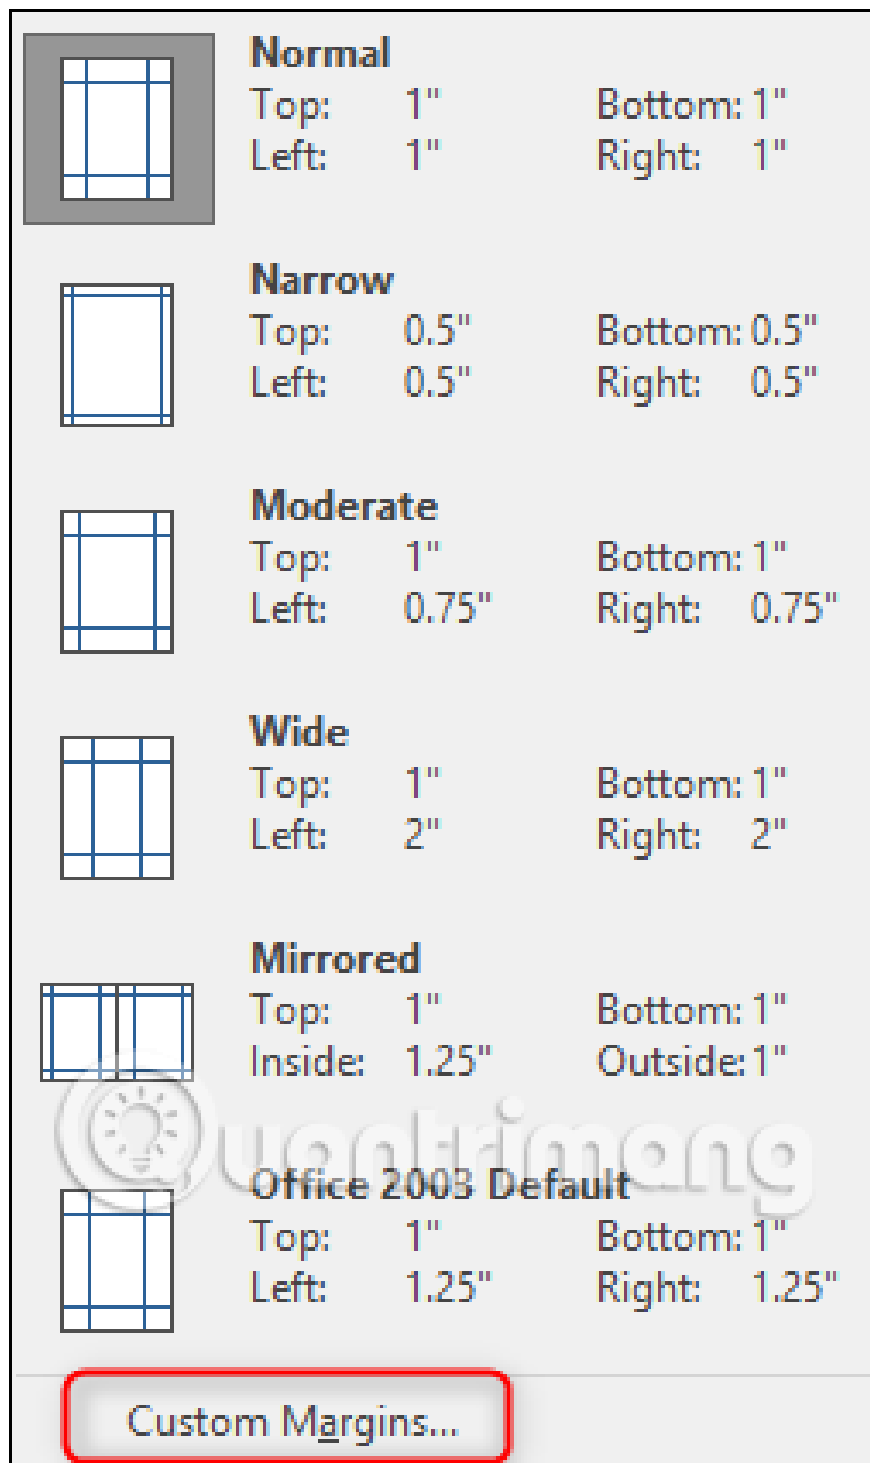 Normal
Top: 1" Bottom: 1"
Left: 1" Right: 1"
Narrow
Top: 0.5" Bottom: 0.5"
Left: 0.5" Right: 0.5"
Moderate
Top: 1" Bottom: 1"
Left: 0.75" Right: 0.75"
Wide
Top: 1" Bottom: 1"
Left: 2" Right: 2"
Mirrored
Top: 1" Bottom: 1"
Inside: 1.25" Outside: 1"
Quantrimang
Office 2003 Default
Top: 1" Bottom: 1"
Left: 1.25" Right: 1.25"
Custom Margins...